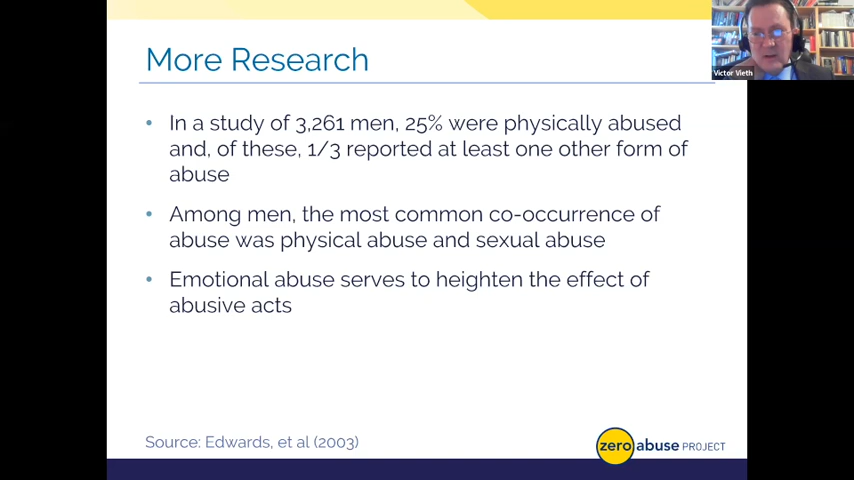 More Research
Victor Vieth
• In a study of 3,261 men, 25% were physically abused
and, of these, 1/3 reported at least one other form of
abuse
• Among men, the most common co-occurrence of
abuse was physical abuse and sexual abuse
• Emotional abuse serves to heighten the effect of
abusive acts
Source: Edwards, et al (2003)
zero abuse PROJECT